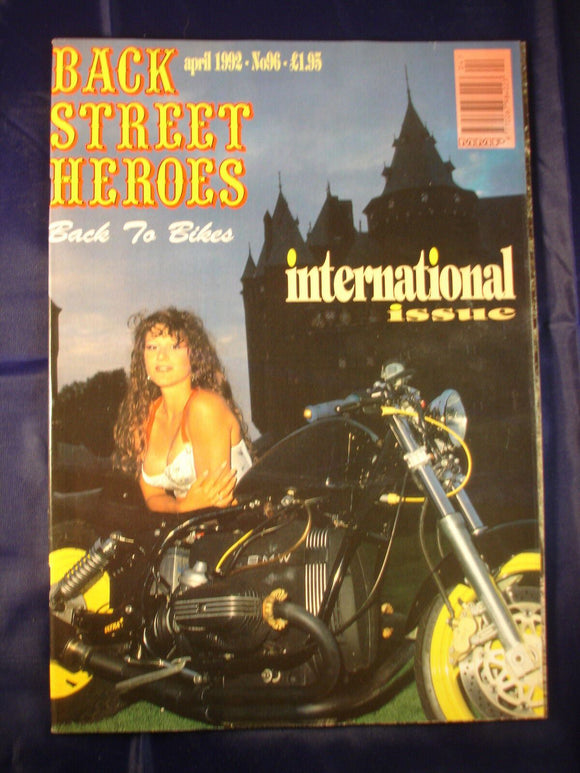 BACK
STREET
HEROES
april 1992 · No96 · £1.95
Back To Bikes
international
issue
BMW